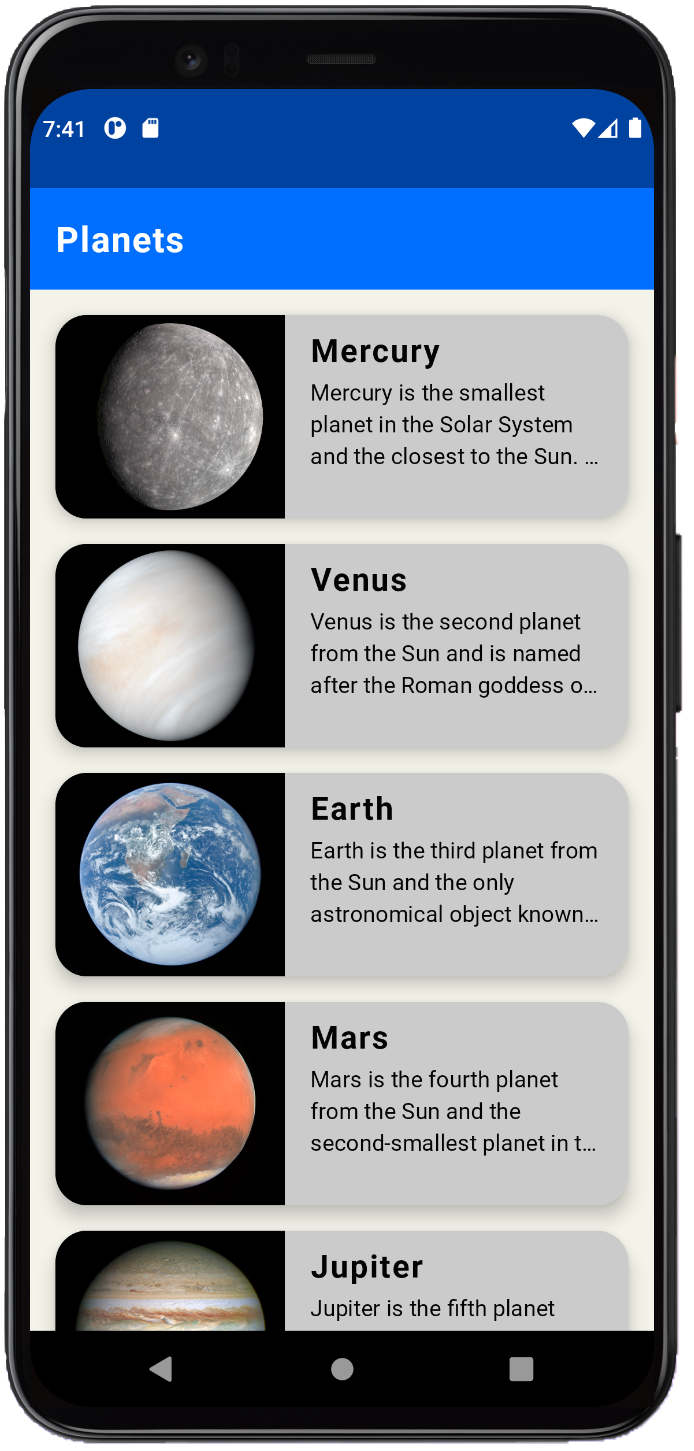 7:41
Planets
Mercury
Mercury is the smallest
planet in the Solar System
and the closest to the Sun. …
Venus
Venus is the second planet
from the Sun and is named
after the Roman goddess o…
Earth
Earth is the third planet from
the Sun and the only
astronomical object known…
Mars
Mars is the fourth planet
from the Sun and the
second-smallest planet in t…
Jupiter
Jupiter is the fifth planet